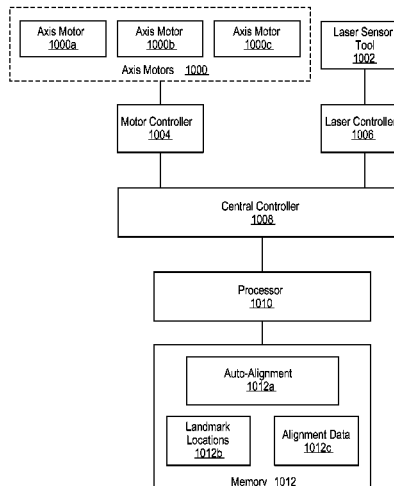 Axis Motor
1000a
Axis Motor
1000b
Axis Motor
1000c
Axis Motors 1000
Laser Sensor
Tool
1002
Motor Controller
1004
Laser Controller
1006
Central Controller
1008
Processor
1010
Auto-Alignment
1012a
Landmark
Locations
1012b
Alignment Data
1012c
Memory 1012